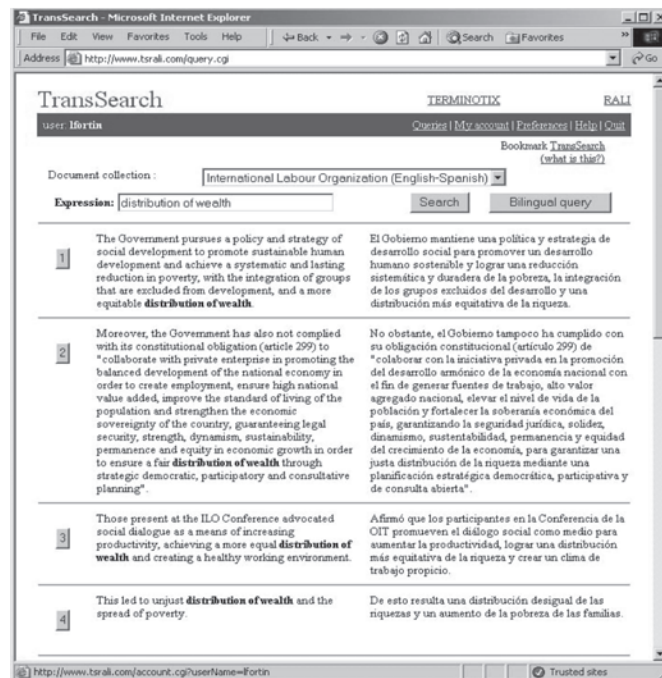 TransSearch - Microsoft Internet Explorer
File Edit View Favorites Tools Help Back Search Favorites »
Address http://www.tsrali.com/query.cgi Go
TransSearch TERMINOTIX RALI
user: lfortin Queries | My account | Preferences | Help | Quit
Bookmark TransSearch
(what is this?)
Document collection : International Labour Organization (English-Spanish)
Expression: distribution of wealth Search Bilingual query
1
The Government pursues a policy and strategy of
social development to promote sustainable human
development and achieve a systematic and lasting
reduction in poverty, with the integration of groups
that are excluded from development, and a more
equitable distribution of wealth.
El Gobierno mantiene una política y estrategia de
desarrollo social para promover un desarrollo
humano sostenible y lograr una reducción
sistemática y duradera de la pobreza, la integración
de los grupos excluidos del desarrollo y una
distribución más equitativa de la riqueza.
2
Moreover, the Government has also not complied
with its constitutional obligation (article 299) to
"collaborate with private enterprise in promoting the
balanced development of the national economy in
order to create employment, ensure high national
value added, improve the standard of living of the
population and strengthen the economic
sovereignty of the country, guaranteeing legal
security, strength, dynamism, sustainability,
permanence and equity in economic growth in order
to ensure a fair distribution of wealth through
strategic democratic, participatory and consultative
planning".
No obstante, el Gobierno tampoco ha cumplido con
su obligación constitucional (artículo 299) de
"colaborar con la iniciativa privada en la promoción
del desarrollo armónico de la economía nacional con
el fin de generar fuentes de trabajo, alto valor
agregado nacional, elevar el nivel de vida de la
población y fortalecer la soberanía económica del
país, garantizando la seguridad jurídica, solidez,
dinamismo, sustentabilidad, permanencia y equidad
del crecimiento de la economía, para garantizar una
justa distribución de la riqueza mediante una
planificación estratégica democrática, participativa y
de consulta abierta".
3
Those present at the ILO Conference advocated
social dialogue as a means of increasing
productivity, achieving a more equal distribution of
wealth and creating a healthy working environment.
Afirmó que los participantes en la Conferencia de la
OIT promueven el diálogo social como medio para
aumentar la productividad, lograr una distribución
más equitativa de la riqueza y crear un clima de
trabajo propicio.
4
This led to unjust distribution of wealth and the
spread of poverty.
De esto resulta una distribución desigual de las
riquezas y un aumento de la pobreza de las familias.
http://www.tsrali.com/account.cgi?userName=lfortin Trusted sites